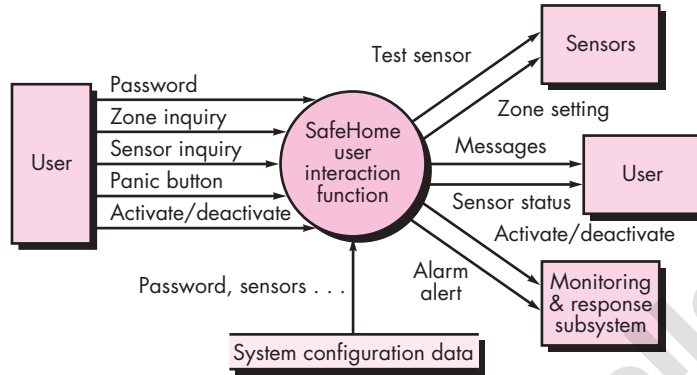 Test sensor
Sensors
Password
Zone setting
Zone inquiry
SafeHome
user
interaction
function
Messages
User
Sensor inquiry
User
Panic button
Sensor status
Activate/deactivate
Activate/deactivate
Password, sensors . . .
Alarm
alert
Monitoring
& response
subsystem
System configuration data